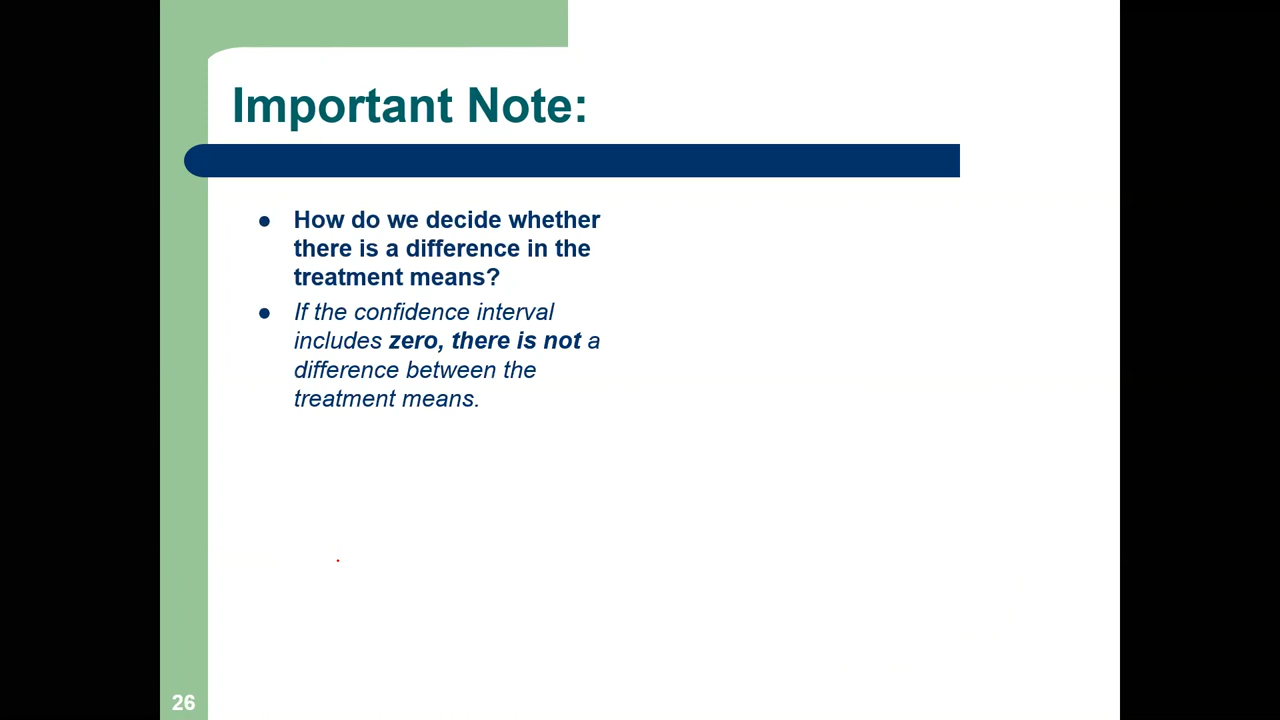 Important Note:
● How do we decide whether
there is a difference in the
treatment means?
● If the confidence interval
includes zero, there is not a
difference between the
treatment means.
26